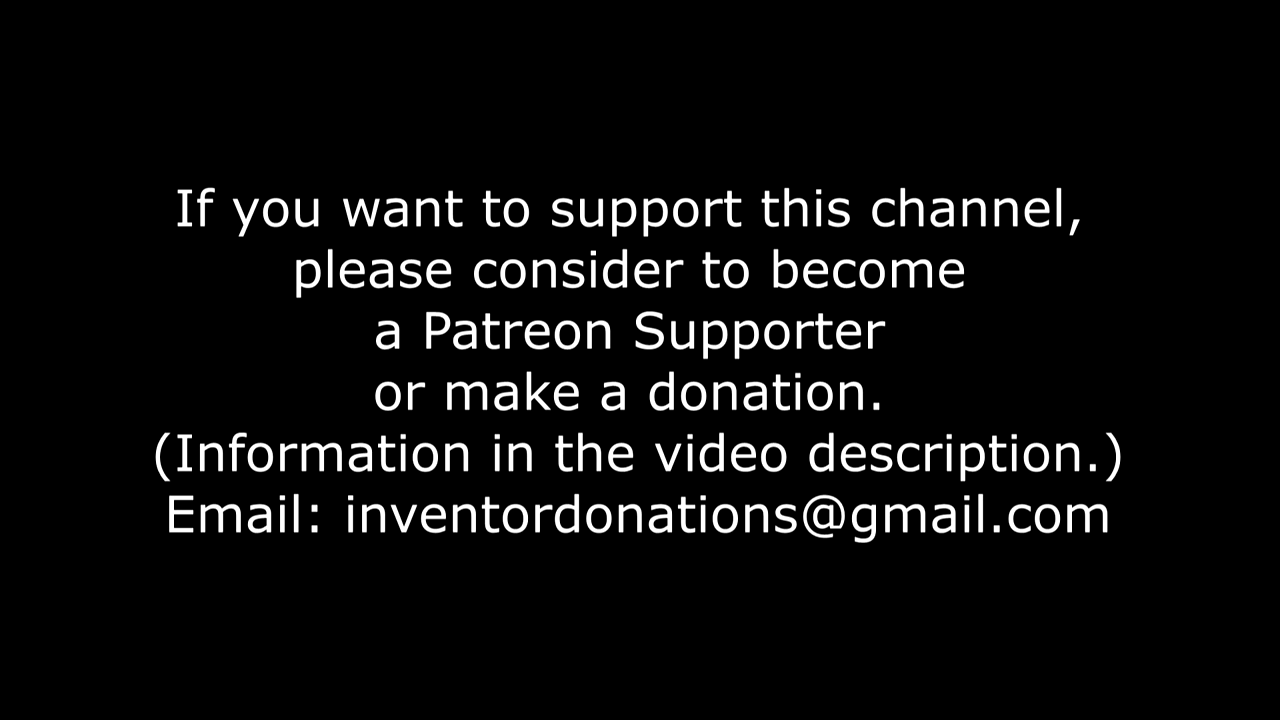 If you want to support this channel,
please consider to become
a Patreon Supporter
or make a donation.
(Information in the video description.)
Email: inventordonations@gmail.com